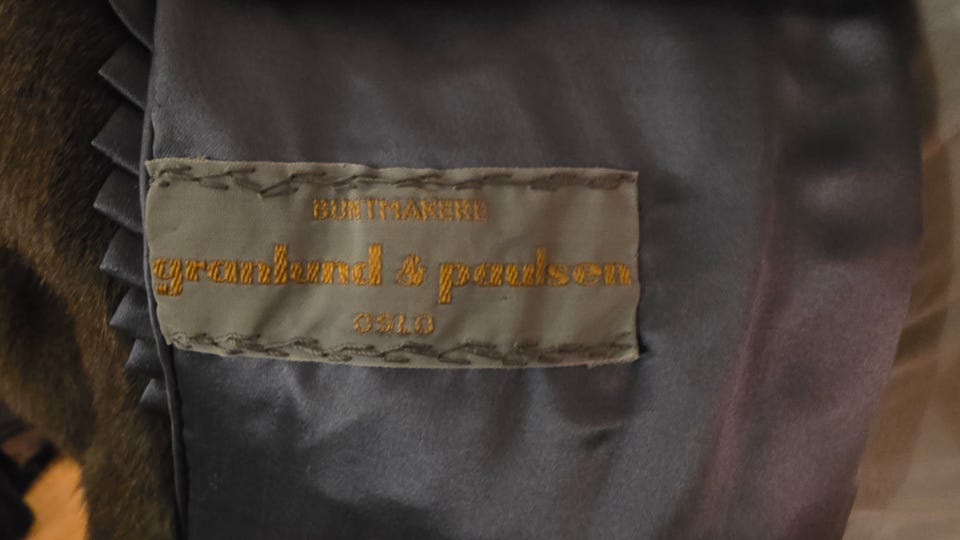 BUNTMAKERE
granlund & paulsen
OSLO